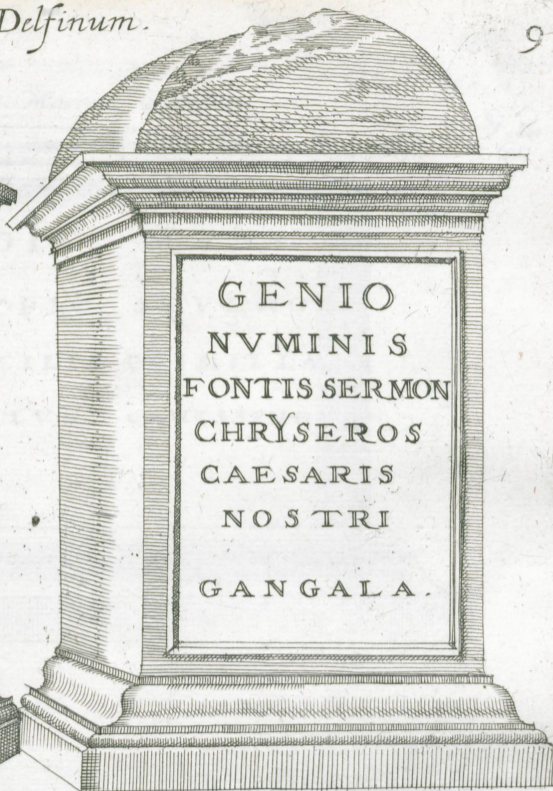 Delfinum.
9
GENIO
NVMINIS
FONTIS SERMON
CHRYSEROS
CAESARIS
NOSTRI
GANGALA.